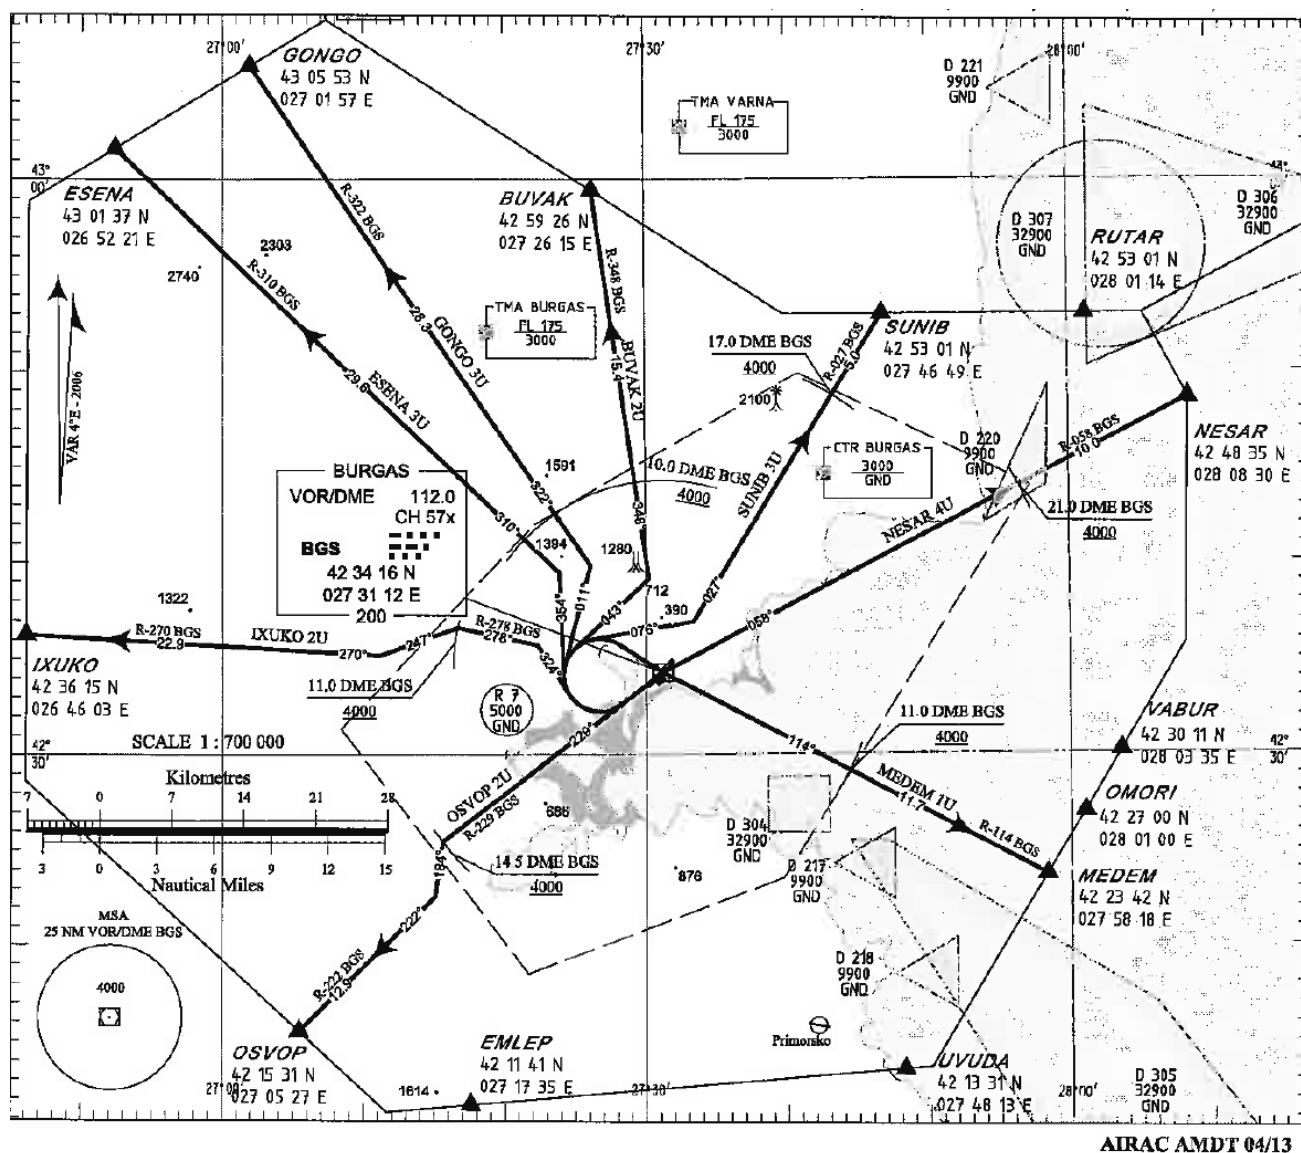 27°00'
27°30'
28°00'
GONGO
43 05 53 N
027 01 57 E
D 221
9900
GND
TMA VARNA
FL 175
3000
43°
00'
ESENA
43 01 37 N
026 52 21 E
BUVAK
42 59 26 N
027 26 15 E
D 307
32900
GND
D 306
32900
GND
RUTAR
42 53 01 N
028 01 14 E
R-322 BGS
2303
2740
R-310 BGS
R-348 BGS
TMA BURGAS
FL 175
3000
28.3
GONGO 3U
15.4
BUVAK 2U
17.0 DME BGS
4000
R-027 BGS
5.0
SUNIB
42 53 01 N
027 46 49 E
VAR 4°E - 2006
29.6
ESENA 3U
2100
NESAR
42 48 35 N
028 08 30 E
R-058 BGS
10.0
D 220
9900
GND
CTR BURGAS
3000
GND
BURGAS
VOR/DME 112.0
CH 57x
BGS
42 34 16 N
027 31 12 E
200
1591
10.0 DME BGS
4000
322°
310°
348°
SUNIB 3U
NESAR 4U
21.0 DME BGS
4000
1394
1280
712
390
354°
011°
043°
076°
027°
058°
1322
R-270 BGS
22.9
IXUKO 2U
270°
247°
R-278 BGS
278°
324°
IXUKO
42 36 15 N
026 46 03 E
11.0 DME BGS
4000
R 7
5000
GND
11.0 DME BGS
4000
VABUR
42 30 11 N
028 03 35 E
SCALE 1 : 700 000
229°
114°
42°
30'
Kilometres
7 0 7 14 21 28
3 0 3 6 9 12 15
Nautical Miles
OSVOP 2U
R-229 BGS
686
MEDEM 1U
11.7
R-114 BGS
OMORI
42 27 00 N
028 01 00 E
D 304
32900
GND
14.5 DME BGS
4000
194°
876
D 217
9900
GND
MEDEM
42 23 42 N
027 58 18 E
MSA
25 NM VOR/DME BGS
4000
222°
R-222 BGS
12.9
D 218
9900
GND
Primorsko
OSVOP
42 15 31 N
027 05 27 E
EMLEP
42 11 41 N
027 17 35 E
1614
UVUDA
42 13 31 N
027 48 13 E
D 305
32900
GND
27°00'
27°30'
28°00'
AIRAC AMDT 04/13